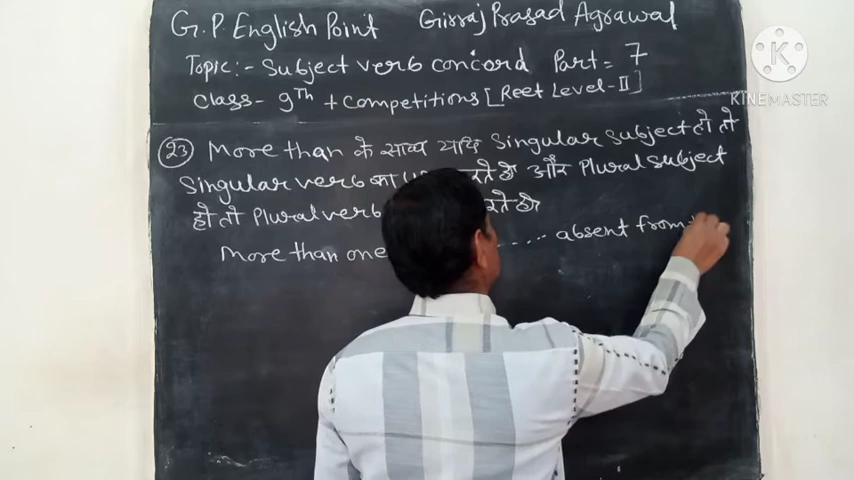 G.P. English Point Girraj Prasad Agrawal
Topic:- Subject verb concord Part = 7
Class- 9th + Competitions [Reet Level-II]
23 More than के साथ यदि Singular subject हो तो
Singular verb का हैं और Plural subject
हो तो Plural verb हैं
More than one ..... absent from
K
KINEMASTER